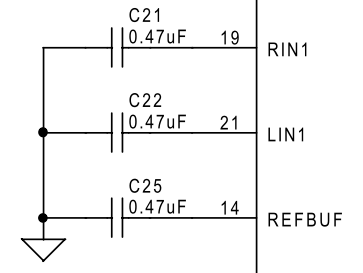 C21
0.47uF 19 RIN1
C22
0.47uF 21 LIN1
C25
0.47uF 14 REFBUF